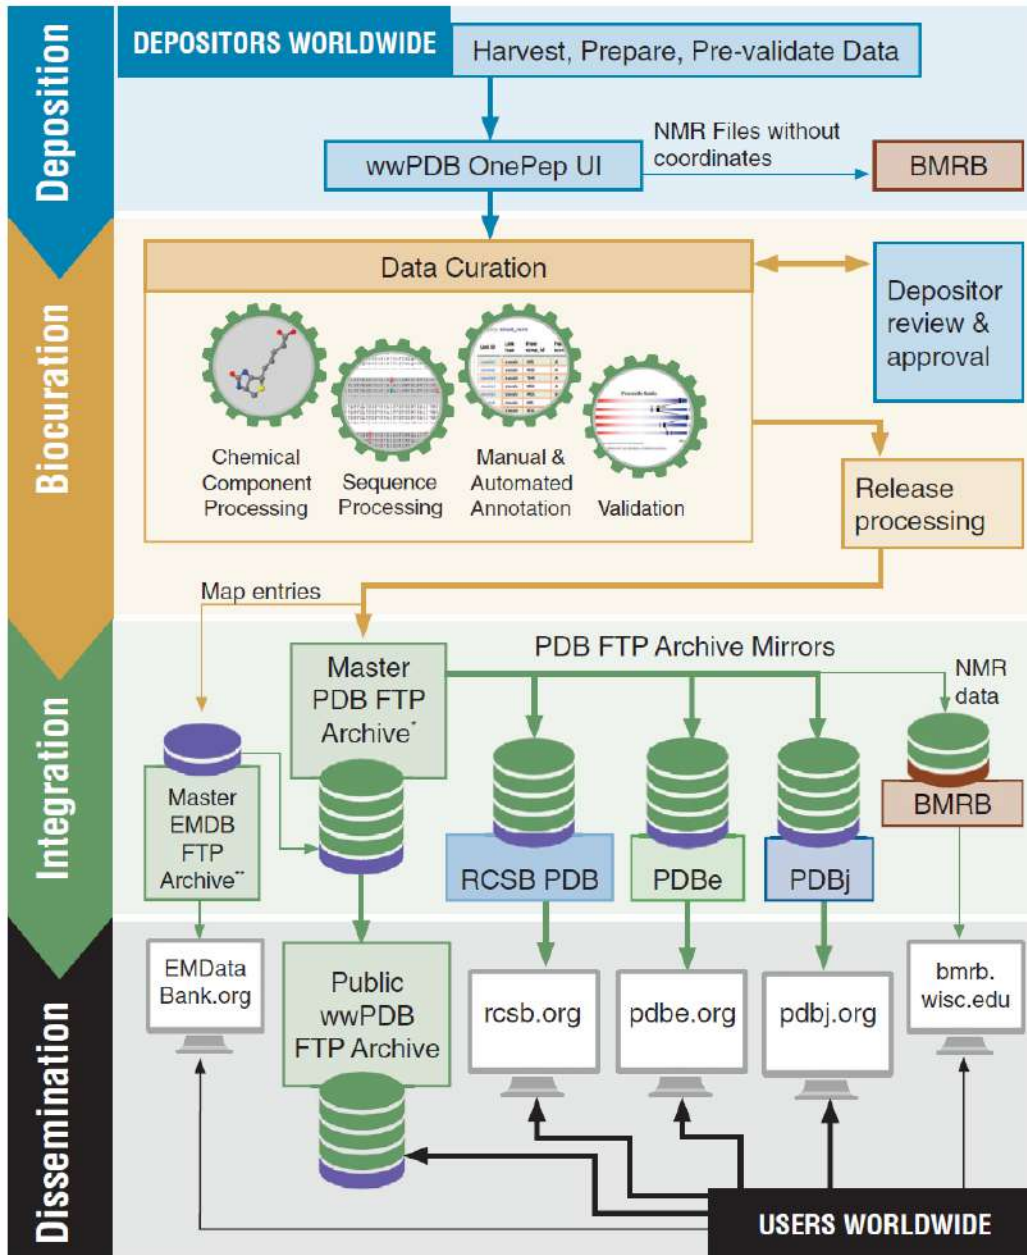 Deposition
DEPOSITORS WORLDWIDE
Harvest, Prepare, Pre-validate Data
wwPDB OnePep UI
NMR Files without
coordinates
BMRB
Biocuration
Data Curation
Depositor
review &
approval
Chemical
Component
Processing
Sequence
Processing
Manual &
Automated
Annotation
Validation
Release
processing
Map entries
Integration
Master
PDB FTP
Archive*
PDB FTP Archive Mirrors
NMR
data
Master
EMDB
FTP
Archive**
RCSB PDB
PDBe
PDBj
BMRB
Dissemination
EMData
Bank.org
Public
wwPDB
FTP Archive
rcsb.org
pdbe.org
pdbj.org
bmrb.
wisc.edu
USERS WORLDWIDE